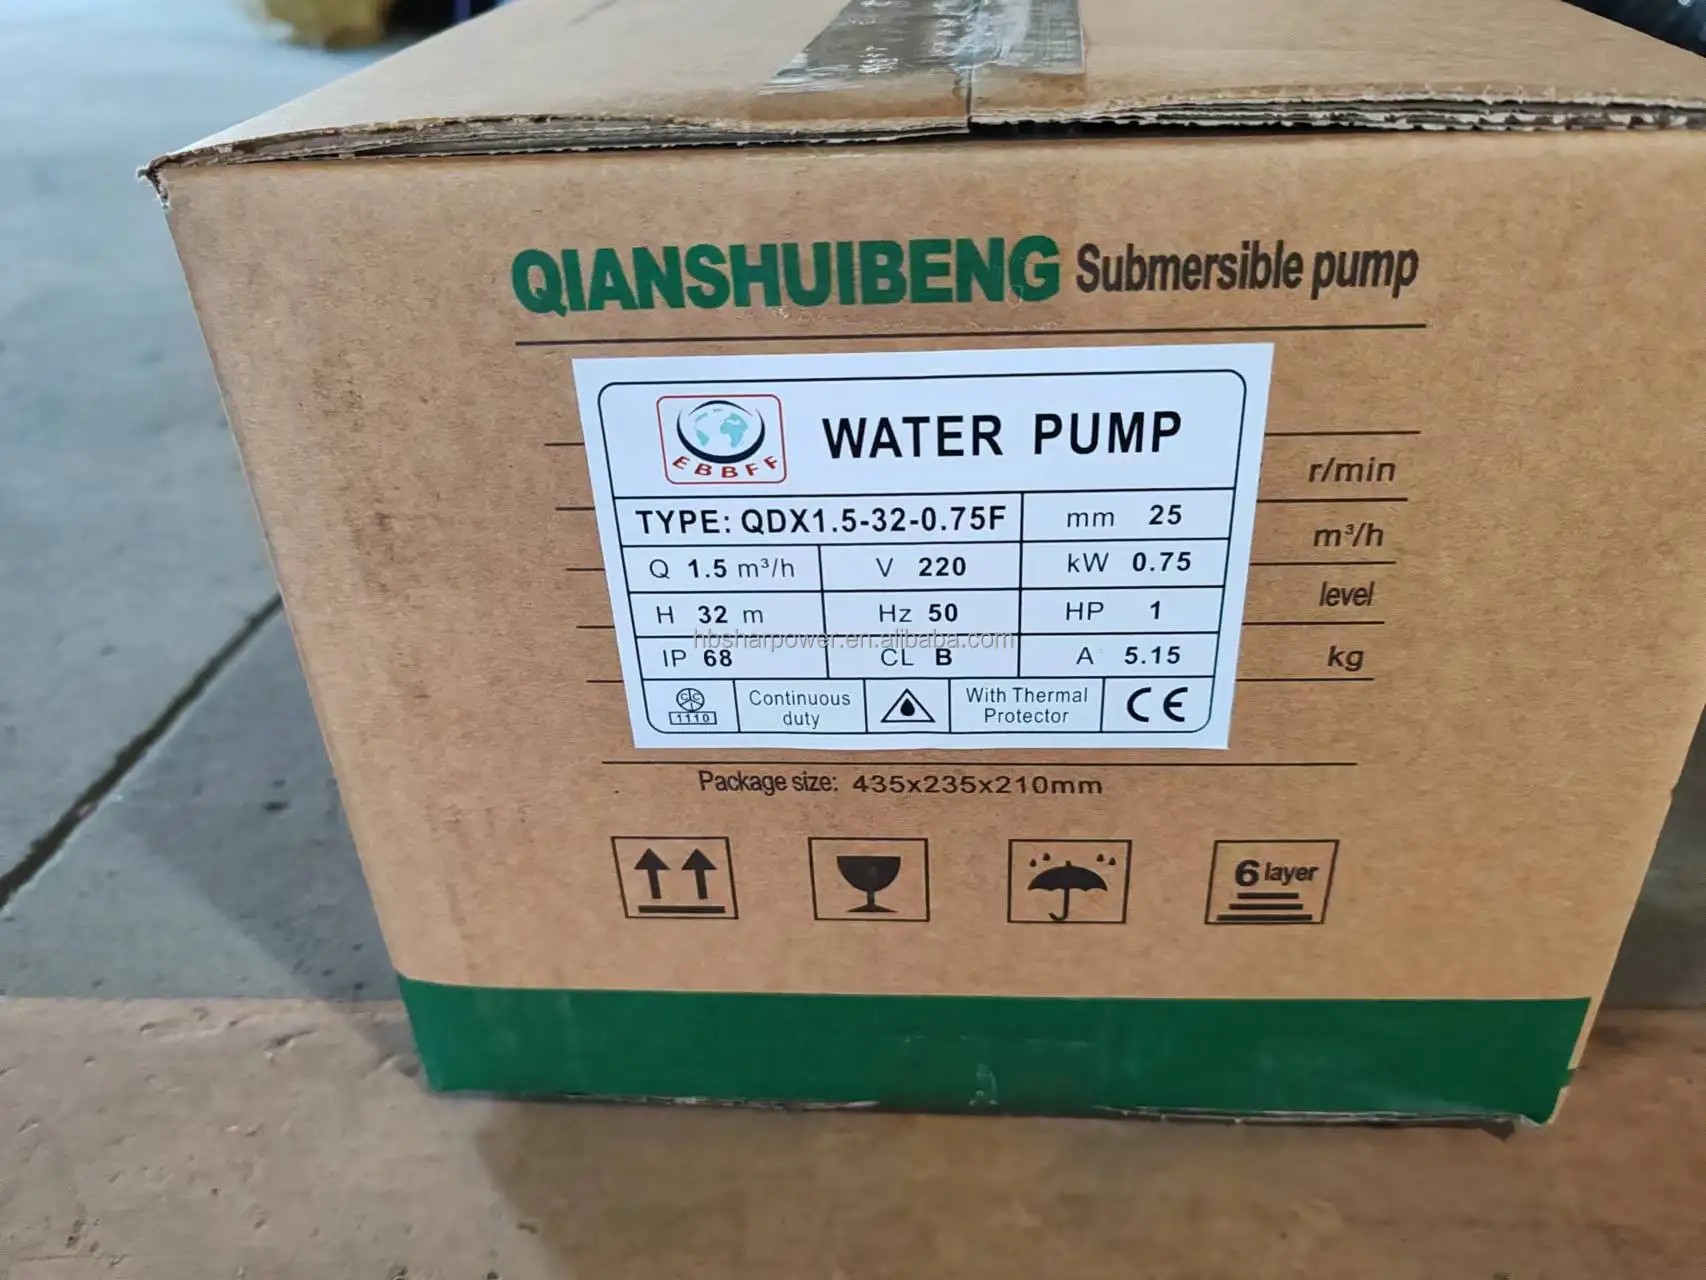 QIANSHUIBENG Submersible pump
EBBFF
WATER PUMP
TYPE: QDX1.5-32-0.75F mm 25
Q 1.5 m³/h V 220 kW 0.75
H 32 m Hz 50 HP 1
IP 68 CL B A 5.15
CCC
1110
Continuous duty
With Thermal Protector
CE
r/min
m³/h
level
kg
hbsharpower.en.alibaba.com
Package size: 435x235x210mm
6 layer